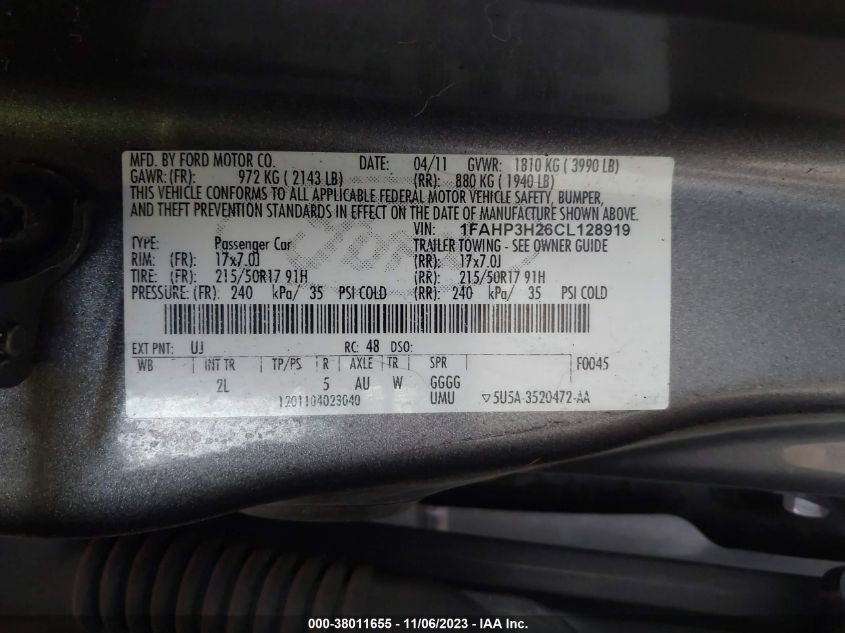 MFD. BY FORD MOTOR CO. DATE: 04/11 GVWR: 1810 KG ( 3990 LB)
GAWR: (FR): 972 KG ( 2143 LB) (RR): 880 KG ( 1940 LB)
THIS VEHICLE CONFORMS TO ALL APPLICABLE FEDERAL MOTOR VEHICLE SAFETY, BUMPER,
AND THEFT PREVENTION STANDARDS IN EFFECT ON THE DATE OF MANUFACTURE SHOWN ABOVE.
VIN: 1FAHP3H26CL128919
TYPE: Passenger Car TRAILER TOWING - SEE OWNER GUIDE
RIM: (FR): 17x7.0J (RR): 17x7.0J
TIRE: (FR): 215/50R17 91H (RR): 215/50R17 91H
PRESSURE: (FR): 240 kPa/ 35 PSI COLD (RR): 240 kPa/ 35 PSI COLD
EXT PNT: UJ RC: 48 DSO:
WB INT TR TP/PS R AXLE TR SPR F0045
2L 5 AU W GGGG
1201104023040 UMU ▽5U5A-3520472-AA
000-38011655 - 11/06/2023 - IAA Inc.